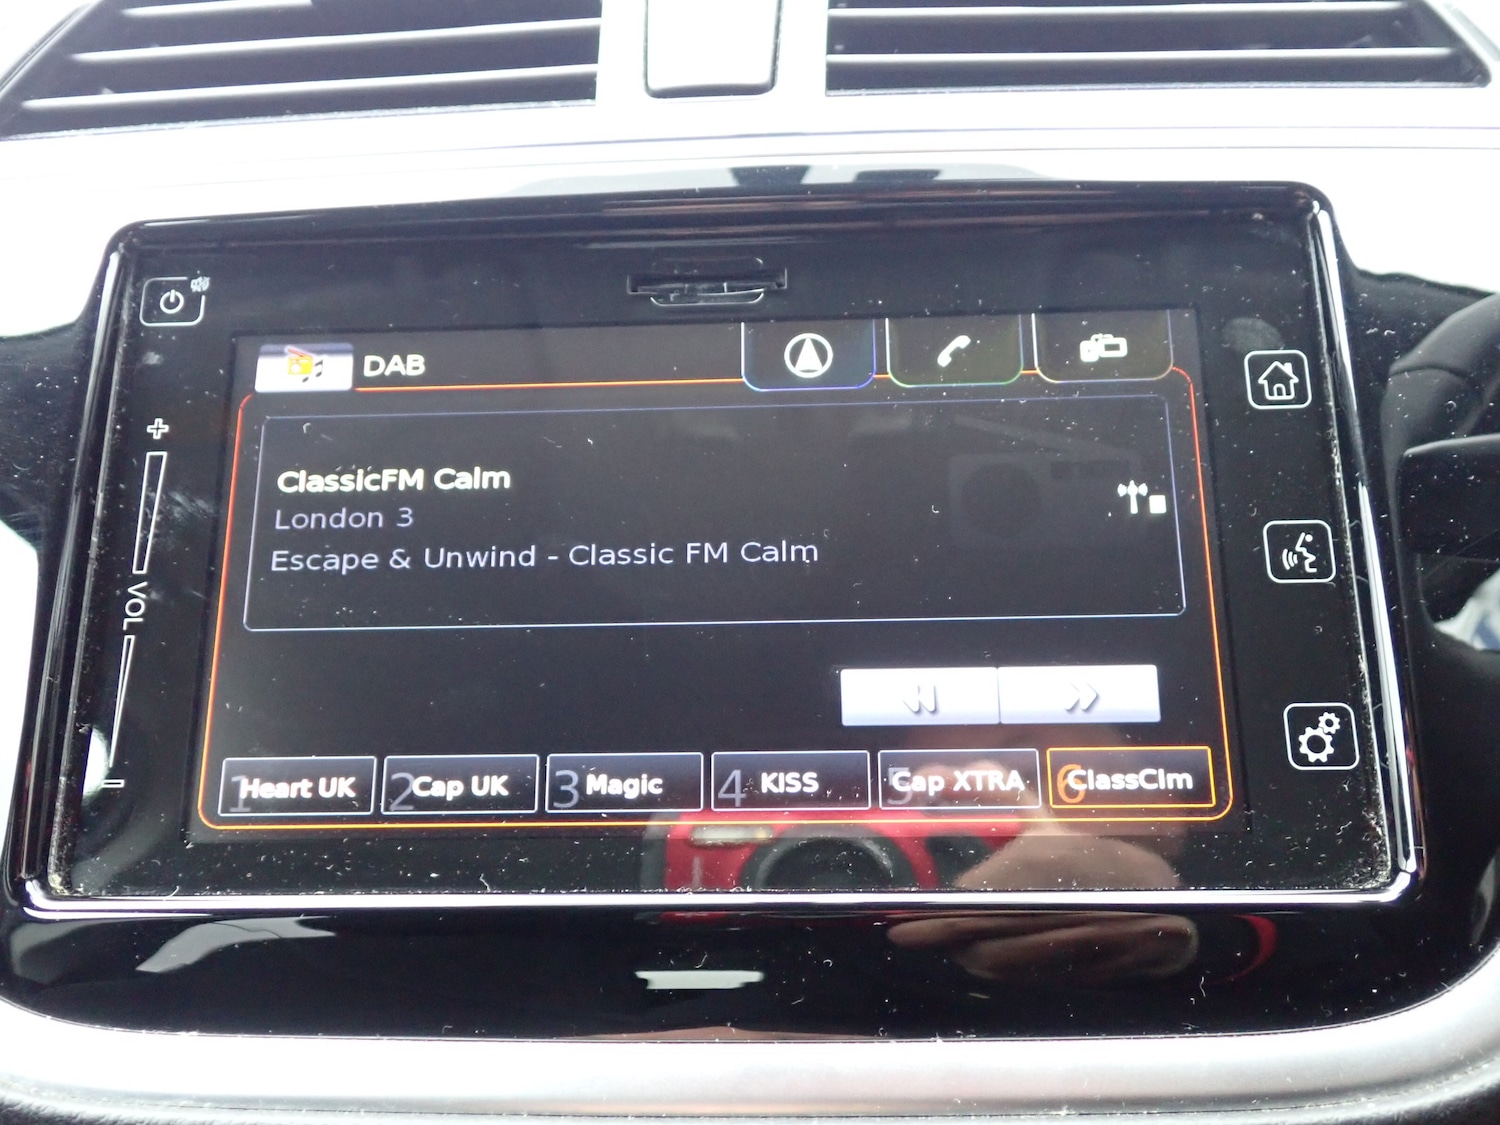 DAB
ClassicFM Calm
London 3
Escape & Unwind - Classic FM Calm
+
VOL
1 Heart UK
2 Cap UK
3 Magic
4 KISS
5 Cap XTRA
6 ClassClm